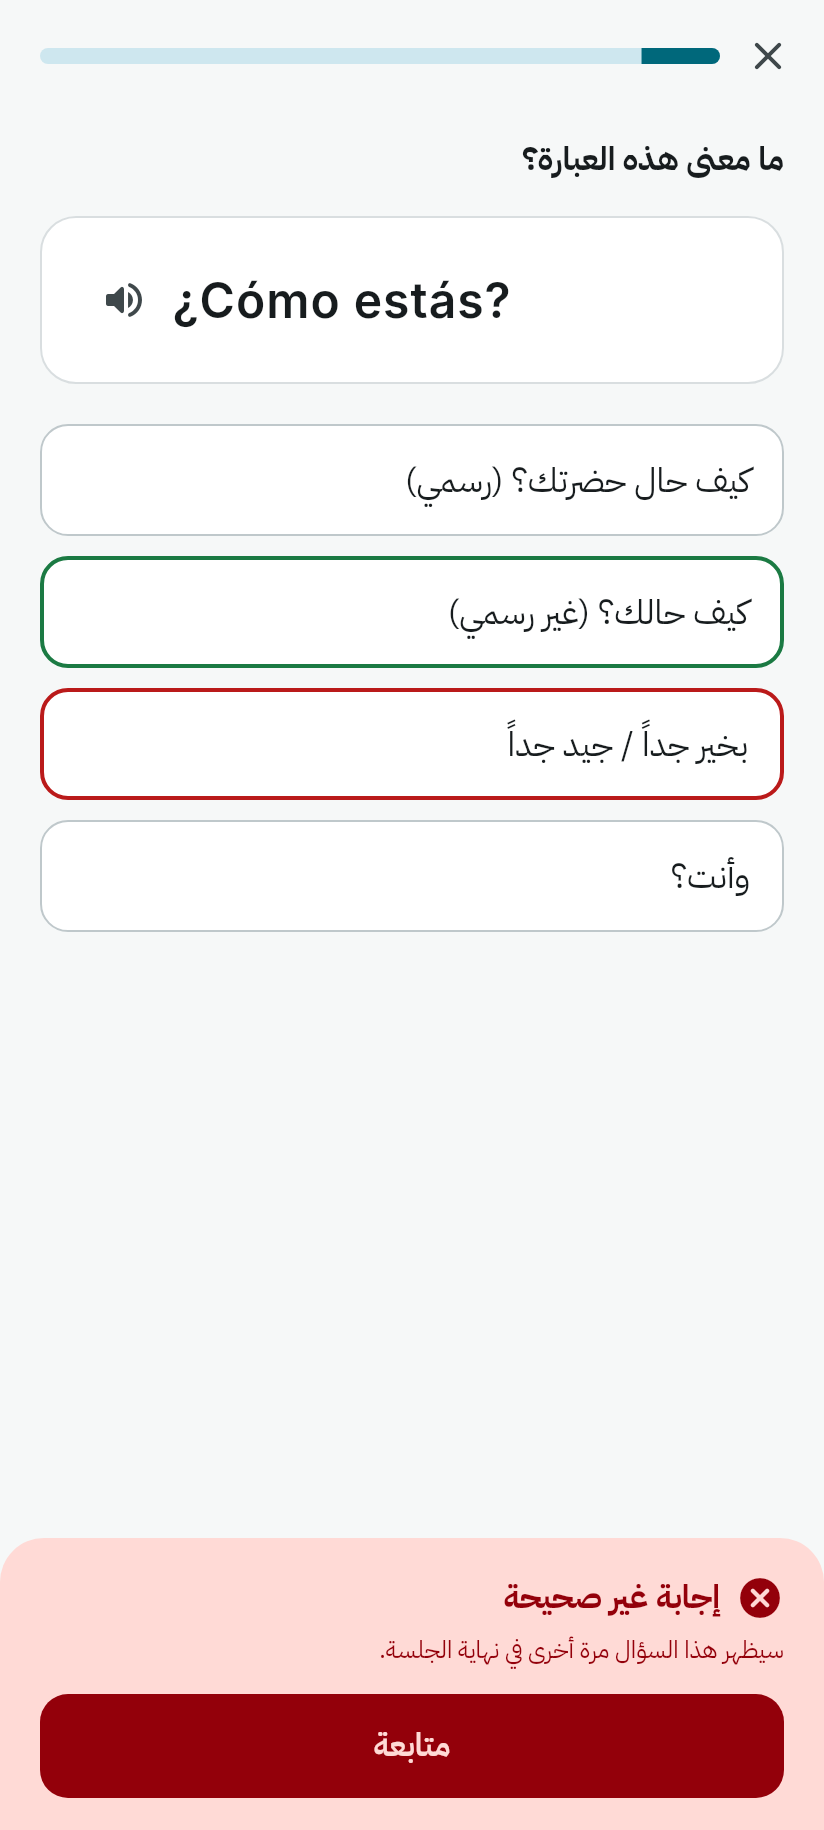 ما معنى هذه العبارة؟
¿Cómo estás?
كيف حال حضرتك؟ (رسمي)
كيف حالك؟ (غير رسمي)
بخير جداً / جيد جداً
وأنت؟
إجابة غير صحيحة
سيظهر هذا السؤال مرة أخرى في نهاية الجلسة.
متابعة